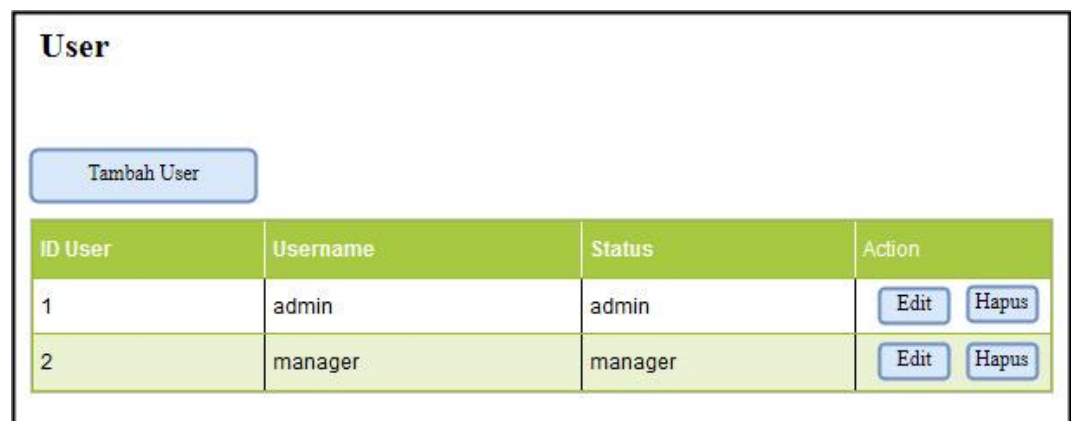 User
Tambah User
ID User Username Status Action
1 admin admin Edit Hapus
2 manager manager Edit Hapus